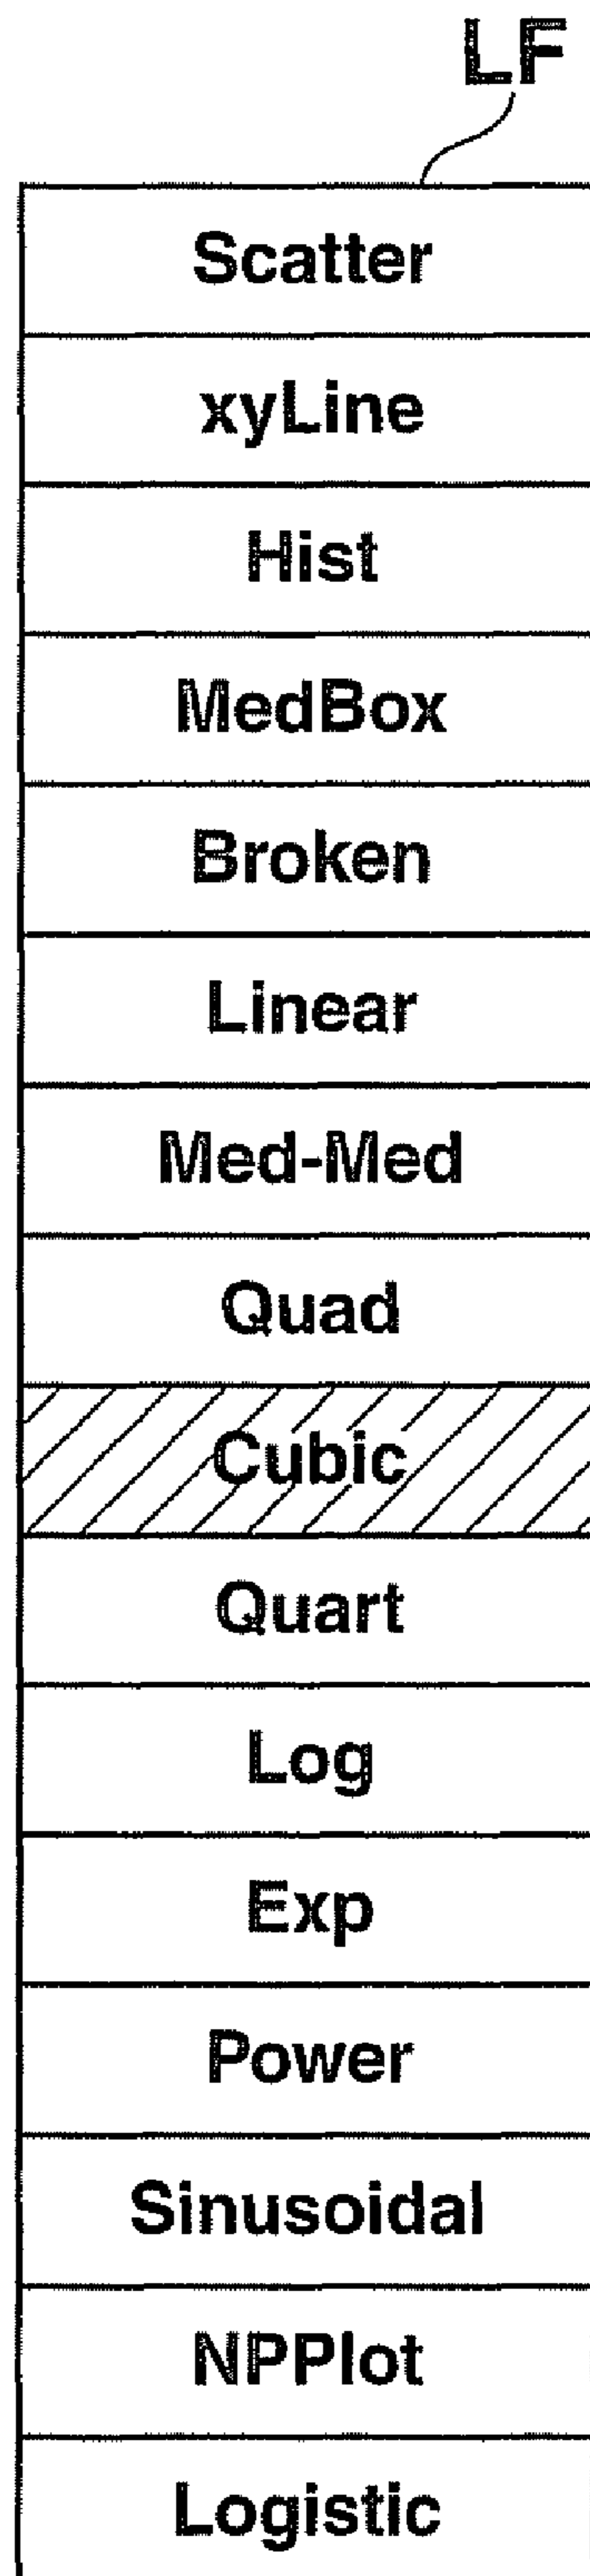 LF
Scatter
xyLine
Hist
MedBox
Broken
Linear
Med-Med
Quad
Cubic
Quart
Log
Exp
Power
Sinusoidal
NPPlot
Logistic